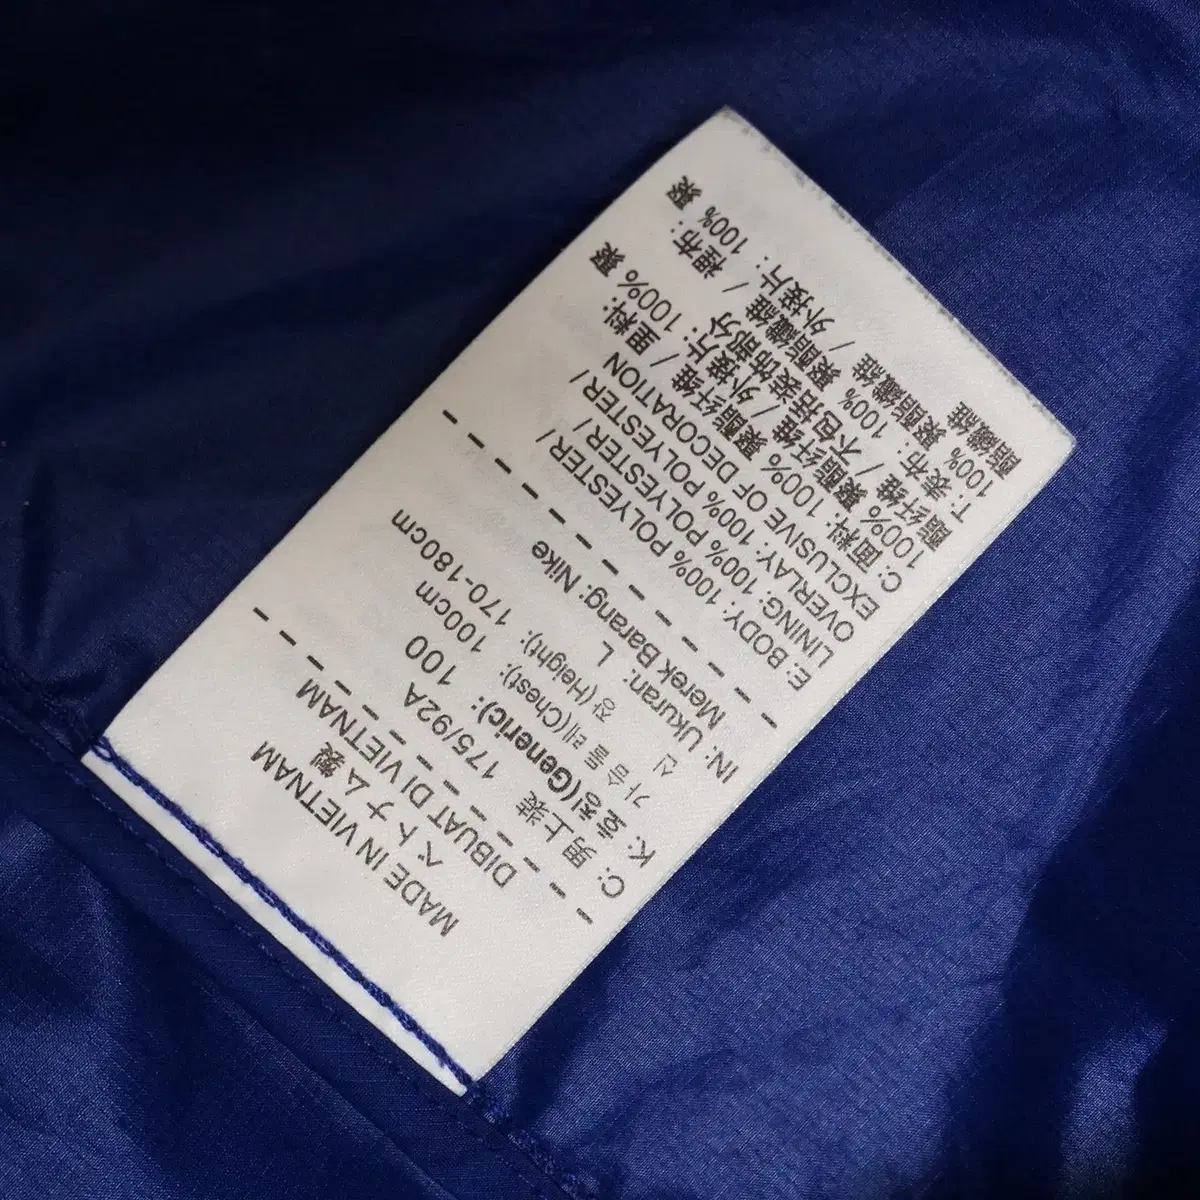 MADE IN VIETNAM
ベトナム製
DIBUAT DI VIETNAM
C: 男上装 175/92A
K: 호칭(Generic): 100
가슴둘레(Chest): 100cm
신장(Height): 170-180cm
IN: Ukuran: L
Merek Barang: Nike
E: BODY: 100% POLYESTER/
LINING: 100% POLYESTER/
OVERLAY: 100% POLYESTER/
EXCLUSIVE OF DECORATION
C: 面料: 100% 聚酯纤维 / 里料:
100% 聚酯纤维 / 外接片: 100% 聚
酯纤维 / 不包括装饰部分
T: 表布: 100% 聚酯纖維 / 裡布:
100% 聚酯纖維 / 外接片: 100% 聚
酯纖維